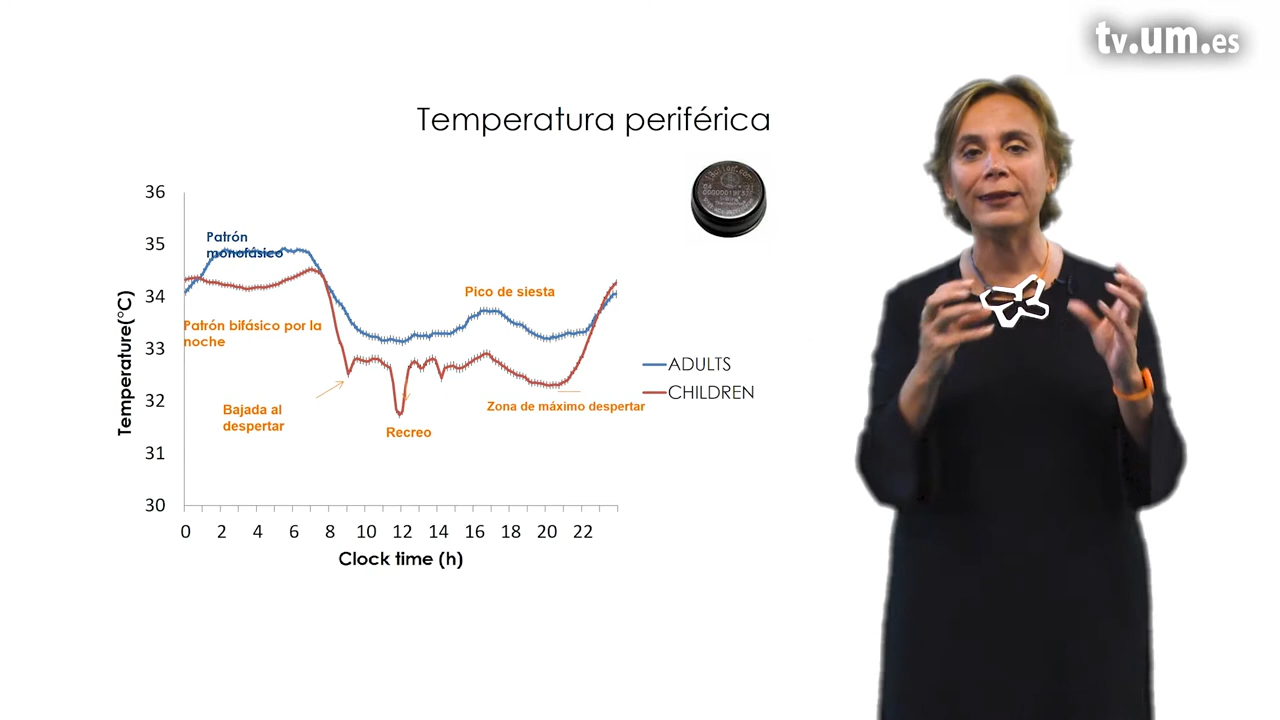 tv.um.es
Temperatura periférica
36
35
34
33
32
31
30
Temperature(°C)
Patrón
monofásico
Patrón bifásico por la
noche
Bajada al
despertar
Recreo
Pico de siesta
Zona de máximo despertar
ADULTS
CHILDREN
0 2 4 6 8 10 12 14 16 18 20 22
Clock time (h)